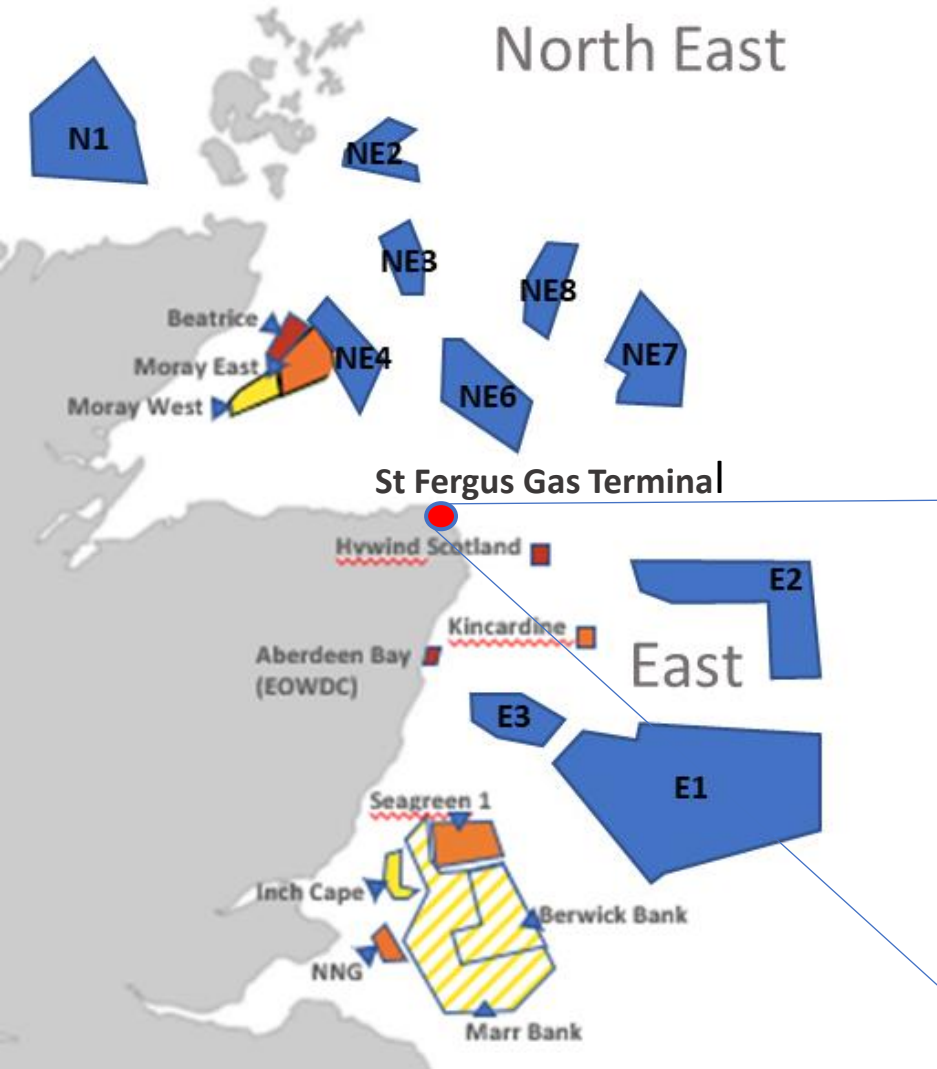 North East
N1
NE2
NE3
NE8
Beatrice
NE4
NE7
Moray East
NE6
Moray West
St Fergus Gas Terminal
Hywind Scotland
E2
Kincardine
Aberdeen Bay
(EOWDC)
East
E3
E1
Seagreen 1
Inch Cape
Berwick Bank
NNG
Marr Bank